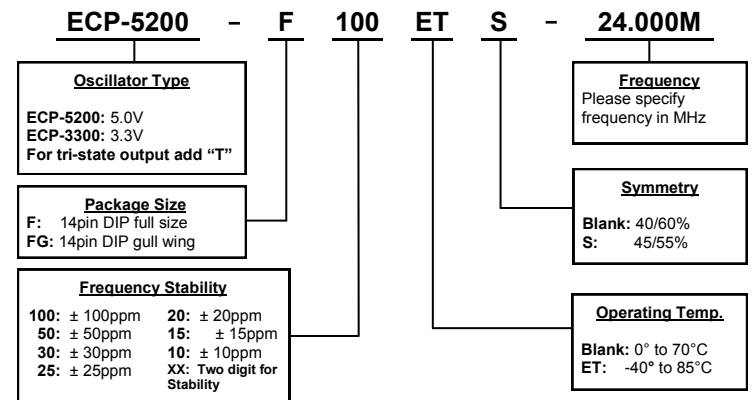 ECP-5200 – F 100 ET S – 24.000M
Oscillator Type
ECP-5200: 5.0V
ECP-3300: 3.3V
For tri-state output add “T”
Package Size
F: 14pin DIP full size
FG: 14pin DIP gull wing
Frequency Stability
100: ± 100ppm 20: ± 20ppm
50: ± 50ppm 15: ± 15ppm
30: ± 30ppm 10: ± 10ppm
25: ± 25ppm XX: Two digit for
Stability
Frequency
Please specify
frequency in MHz
Symmetry
Blank: 40/60%
S: 45/55%
Operating Temp.
Blank: 0° to 70°C
ET: -40° to 85°C